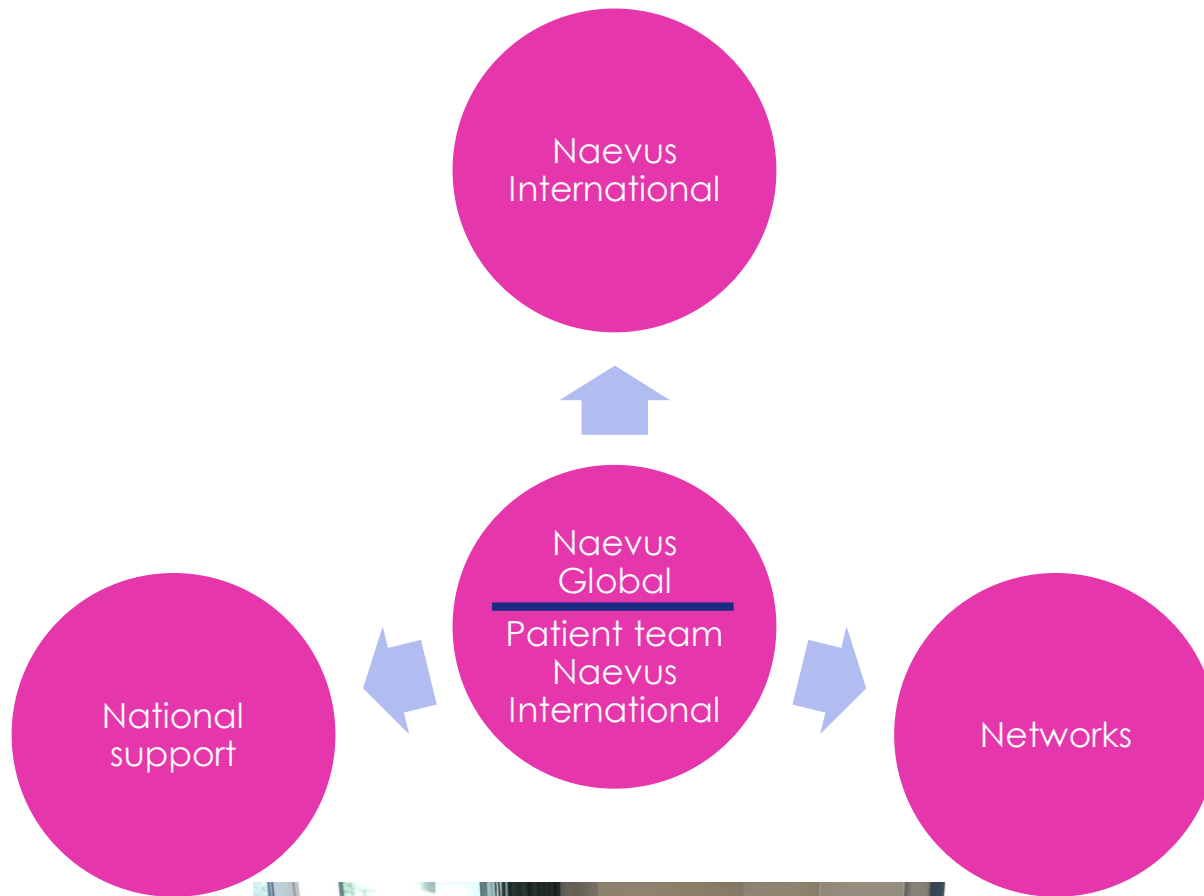 Naevus
International
Naevus
Global
Patient team
Naevus
International
National
support
Networks